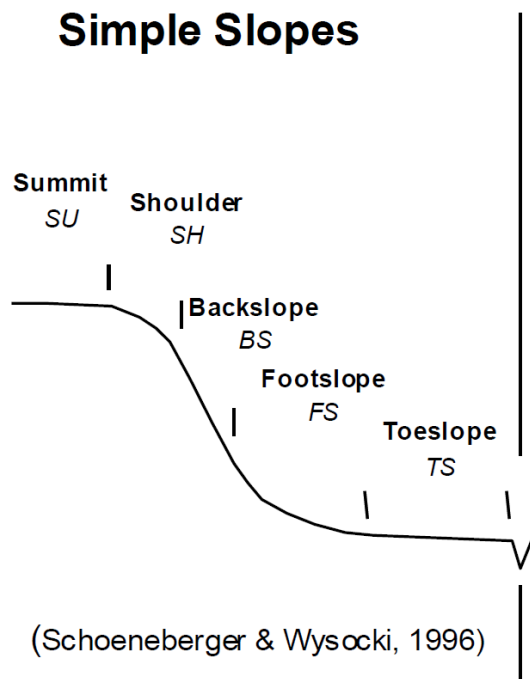 Simple Slopes
Summit
SU
Shoulder
SH
Backslope
BS
Footslope
FS
Toeslope
TS
(Schoeneberger & Wysocki, 1996)